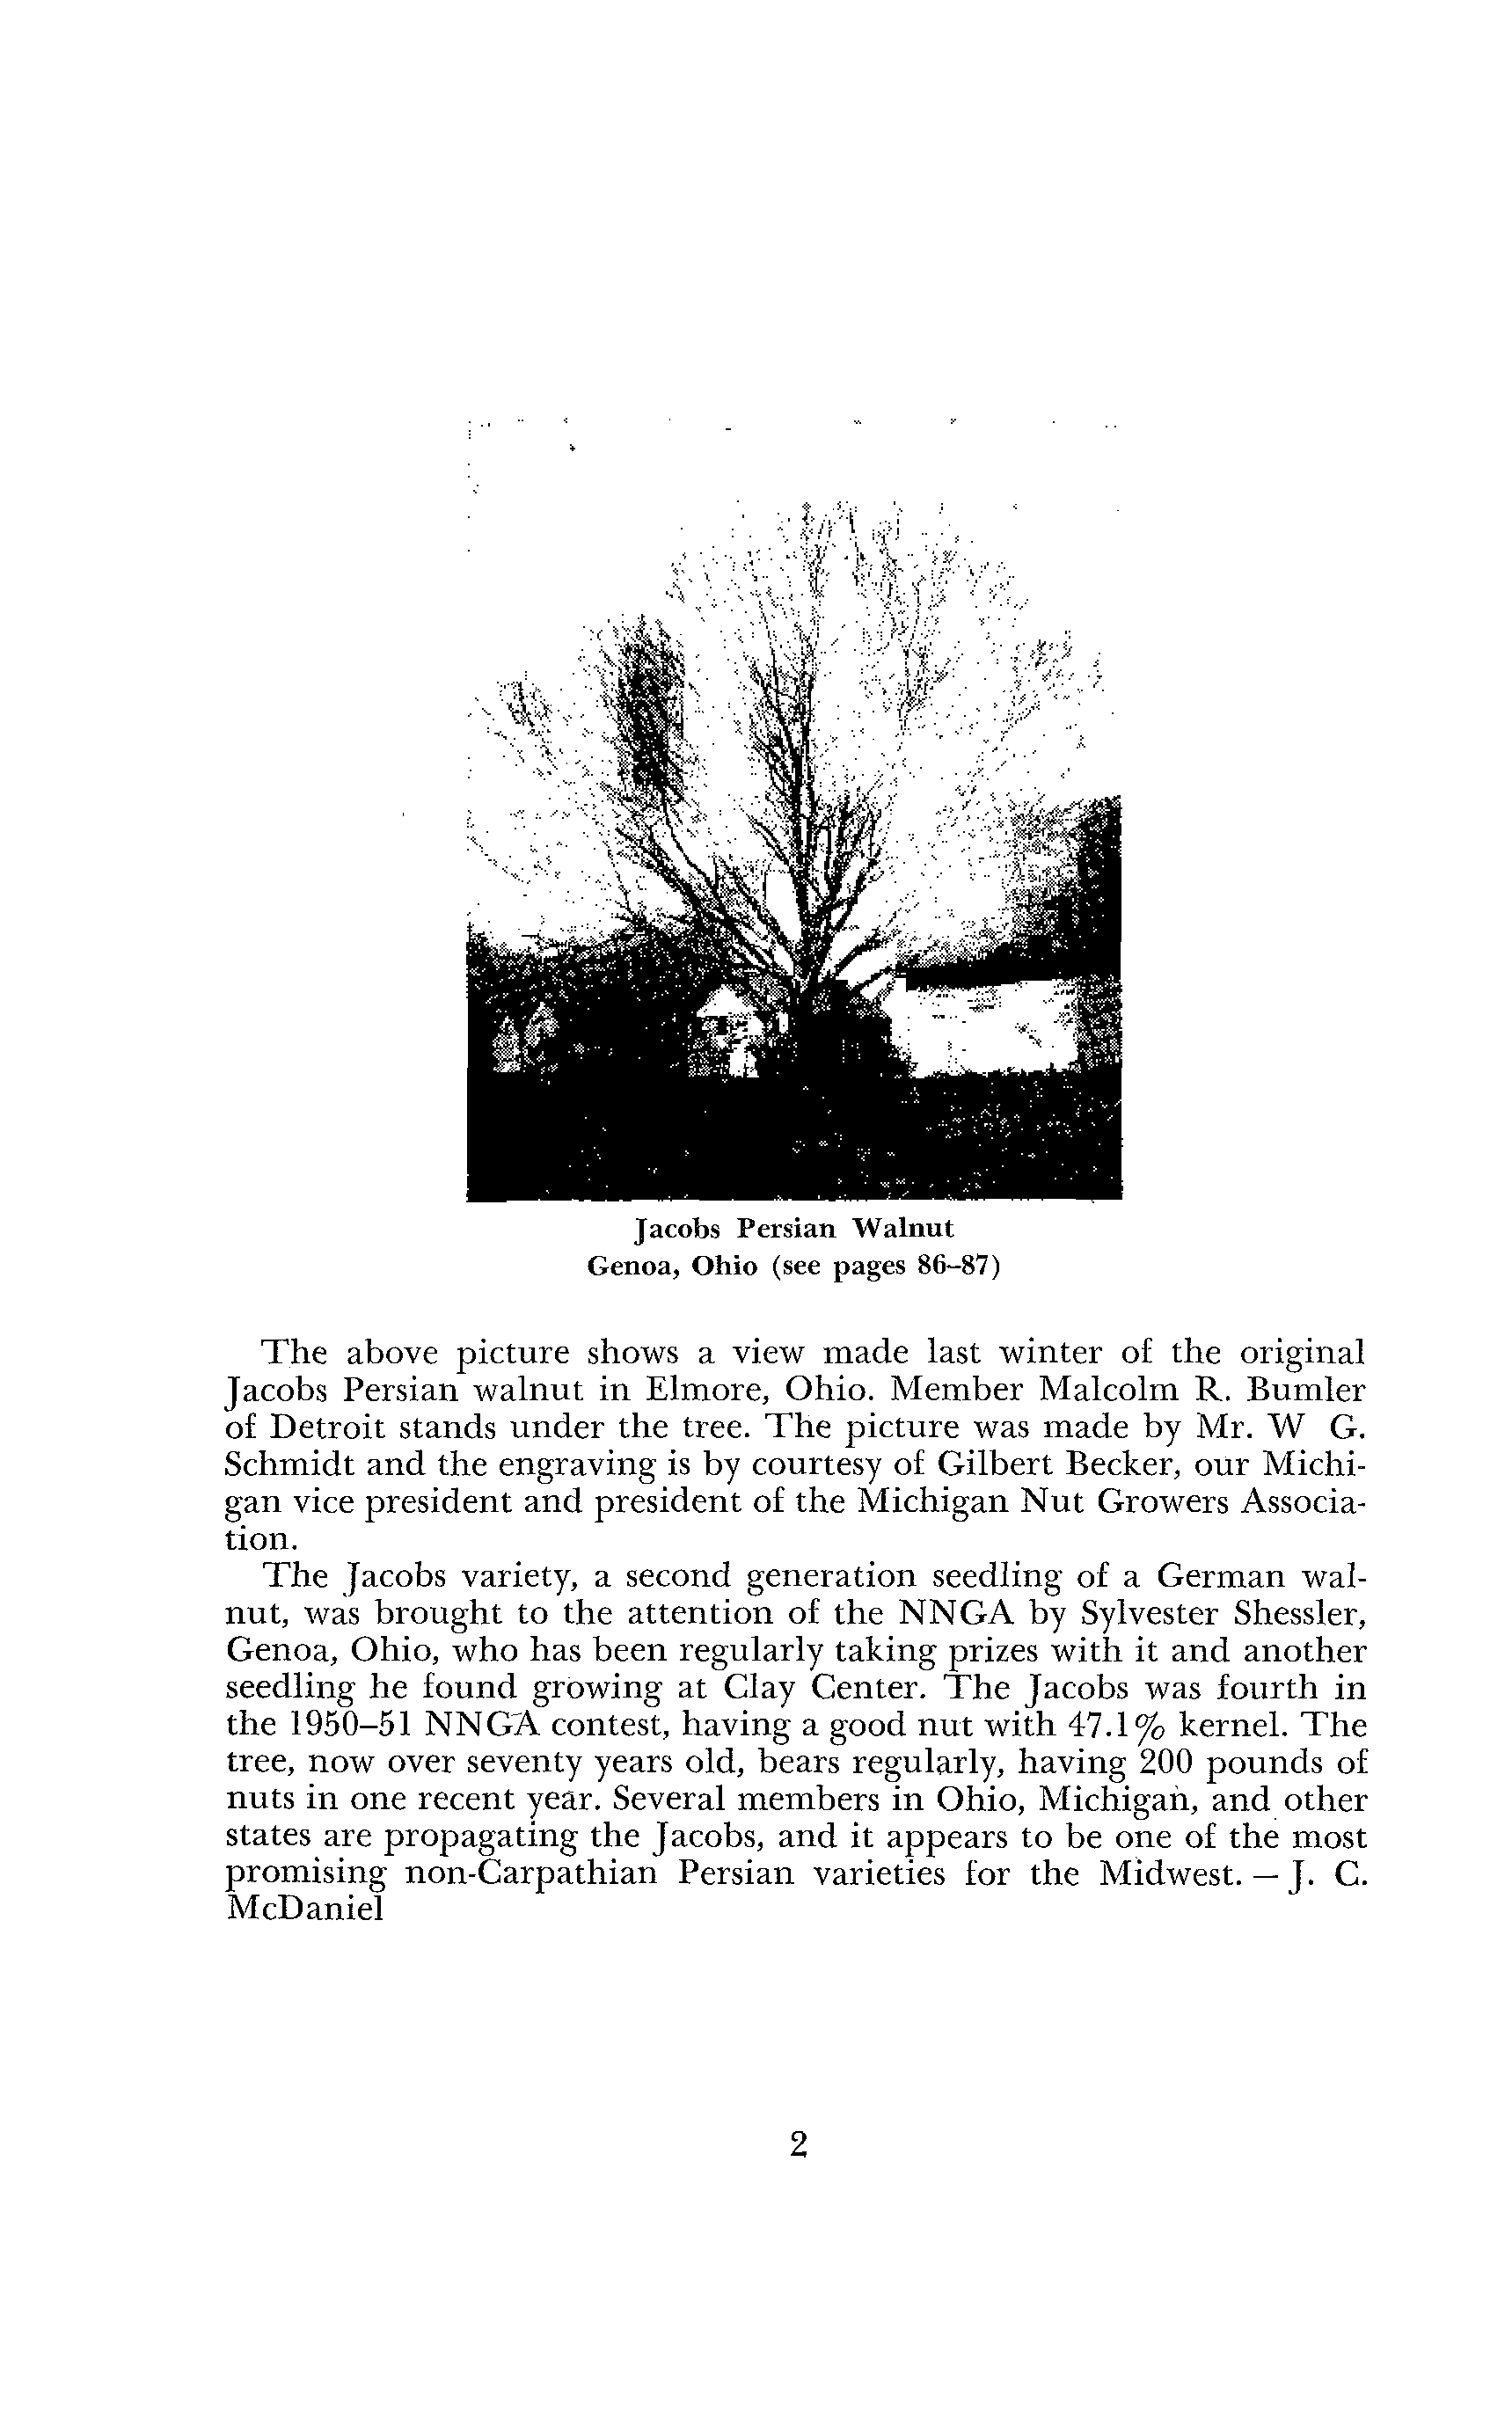 Jacobs Persian Walnut
Genoa, Ohio (see pages 86–87)
The above picture shows a view made last winter of the original
Jacobs Persian walnut in Elmore, Ohio. Member Malcolm R. Bumler
of Detroit stands under the tree. The picture was made by Mr. W G.
Schmidt and the engraving is by courtesy of Gilbert Becker, our Michi-
gan vice president and president of the Michigan Nut Growers Associa-
tion.
The Jacobs variety, a second generation seedling of a German wal-
nut, was brought to the attention of the NNGA by Sylvester Shessler,
Genoa, Ohio, who has been regularly taking prizes with it and another
seedling he found growing at Clay Center. The Jacobs was fourth in
the 1950–51 NNGA contest, having a good nut with 47.1% kernel. The
tree, now over seventy years old, bears regularly, having 200 pounds of
nuts in one recent year. Several members in Ohio, Michigan, and other
states are propagating the Jacobs, and it appears to be one of the most
promising non-Carpathian Persian varieties for the Midwest. — J. C.
McDaniel
2